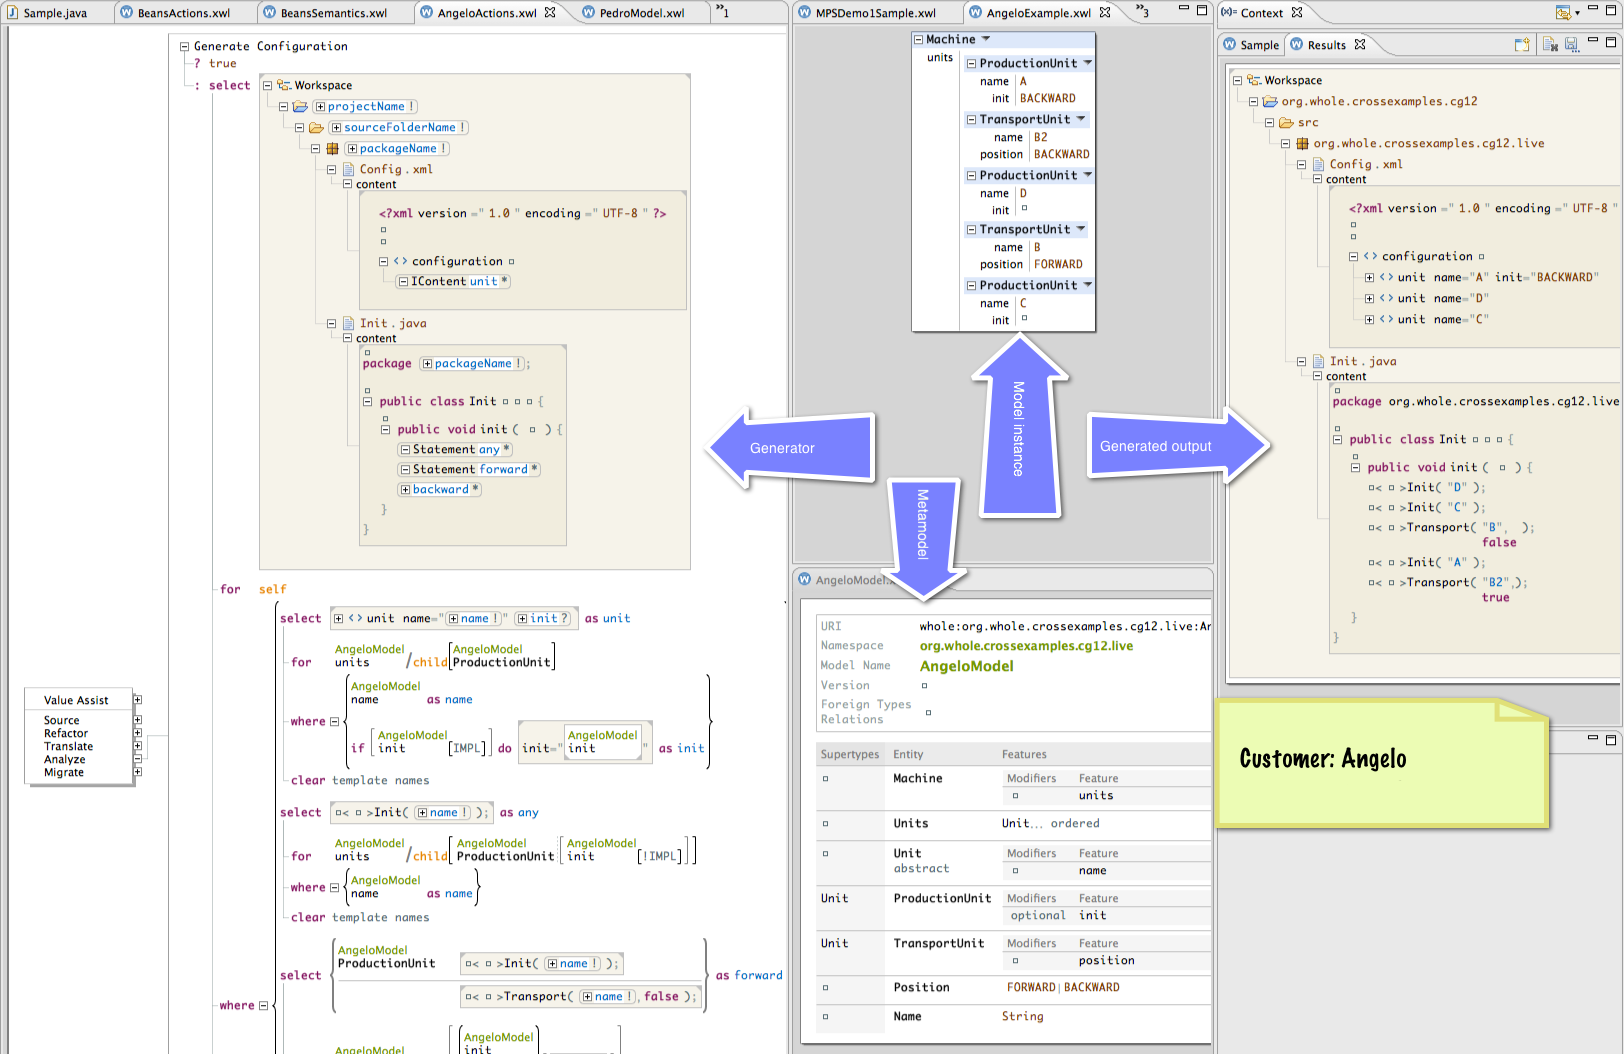 Sample.java
BeansActions.xwl
BeansSemantics.xwl
AngeloActions.xwl
PedroModel.xwl
1
Generate Configuration
? true
: select
Workspace
projectName !
sourceFolderName !
packageName !
Config . xml
content
<?xml version =" 1.0 " encoding =" UTF-8 " ?>
<> configuration
IContent unit *
Init . java
content
package packageName ! ;
public class Init {
public void init ( ) {
Statement any *
Statement forward *
backward *
}
}
for self
select <> unit name=" name ! " init ? as unit
for AngeloModel units /child[ AngeloModel ProductionUnit ]
where
AngeloModel
name as name
if [ AngeloModel init [IMPL] ] do init=" AngeloModel init " as init
clear template names
select < >Init( name ! ); as any
for AngeloModel units /child[ AngeloModel ProductionUnit [ AngeloModel init [!IMPL] ] ]
where
AngeloModel
name as name
clear template names
select
AngeloModel
ProductionUnit < >Init( name ! );
< >Transport( name ! , false );
as forward
where
AngeloModel
init
AngeloModel
Value Assist
Source
Refactor
Translate
Analyze
Migrate
MPSDemo1Sample.xwl
AngeloExample.xwl
3
Machine
units
ProductionUnit
name A
init BACKWARD
TransportUnit
name B2
position BACKWARD
ProductionUnit
name D
init
TransportUnit
name B
position FORWARD
ProductionUnit
name C
init
Generator
Model instance
Generated output
Metamodel
AngeloModel.x
URI whole:org.whole.crossexamples.cg12.live:Ar
Namespace org.whole.crossexamples.cg12.live
Model Name AngeloModel
Version
Foreign Types
Relations
Supertypes Entity Features
Machine Modifiers Feature
units
Units Unit... ordered
Unit Modifiers Feature
abstract name
Unit ProductionUnit Modifiers Feature
optional init
Unit TransportUnit Modifiers Feature
position
Position FORWARD | BACKWARD
Name String
(x)= Context
Sample
Results
Workspace
org.whole.crossexamples.cg12
src
org.whole.crossexamples.cg12.live
Config . xml
content
<?xml version =" 1.0 " encoding =" UTF-8 "
<> configuration
<> unit name="A" init="BACKWARD"
<> unit name="D"
<> unit name="C"
Init . java
content
package org.whole.crossexamples.cg12.live
public class Init {
public void init ( ) {
< >Init( "D" );
< >Init( "C" );
< >Transport( "B", );
false
< >Init( "A" );
< >Transport( "B2",);
true
}
}
Customer: Angelo